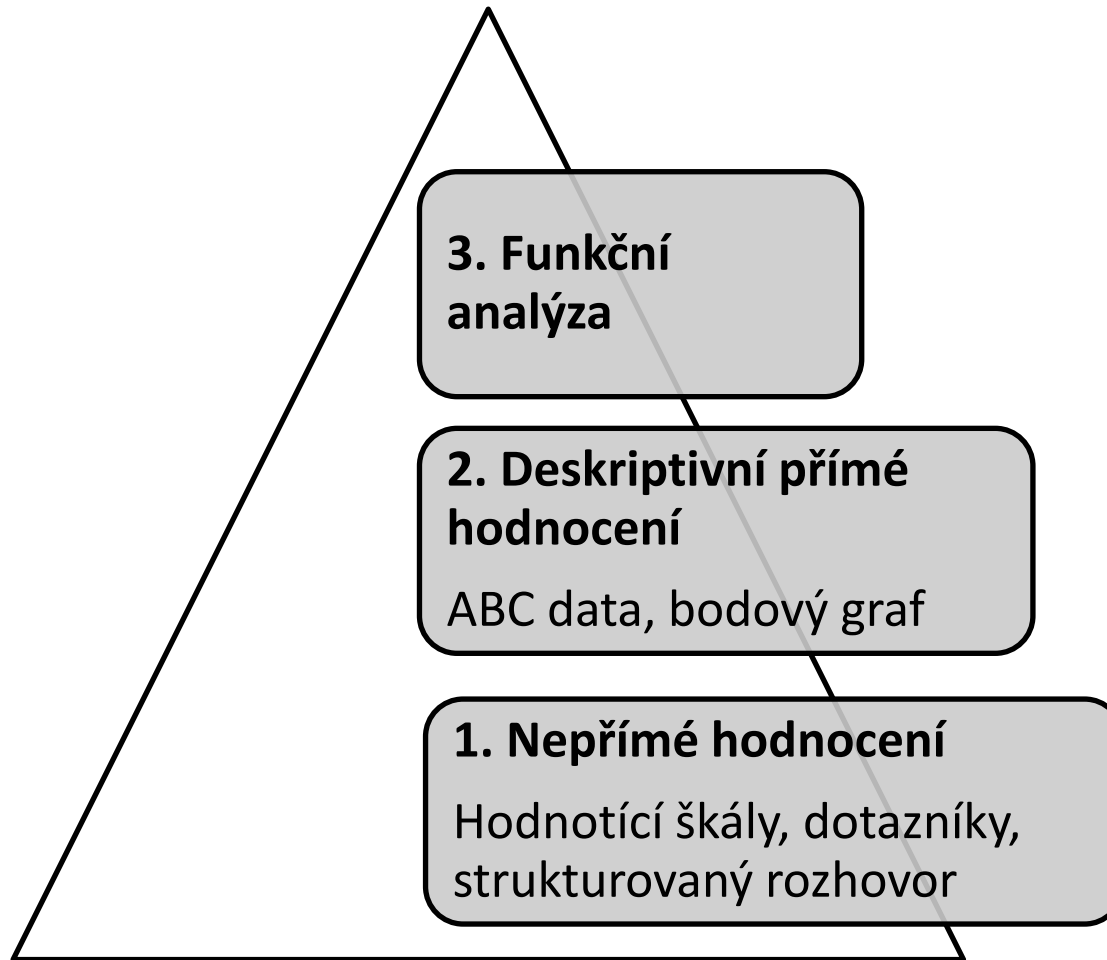 3. Funkční
analýza
2. Deskriptivní přímé
hodnocení
ABC data, bodový graf
1. Nepřímé hodnocení
Hodnotící škály, dotazníky,
strukturovaný rozhovor